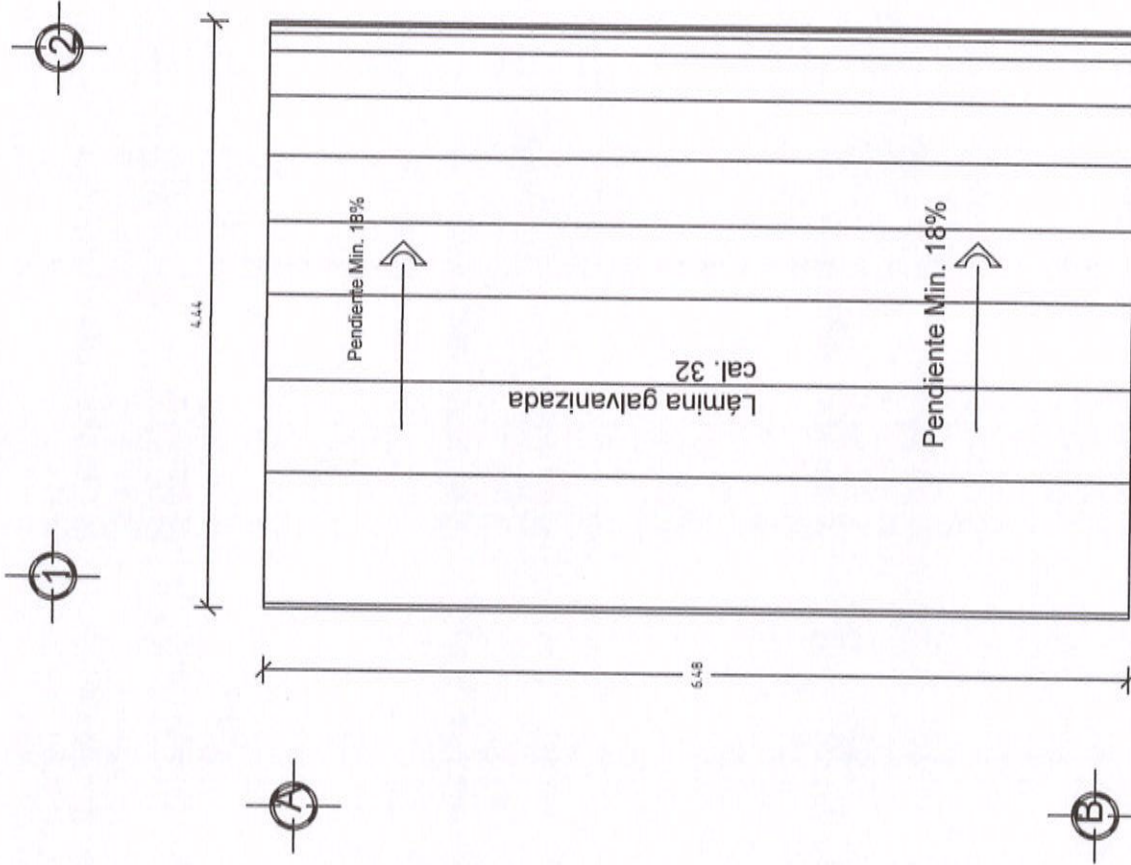 2
1
4.44
Pendiente Min. 18%
Lámina galvanizada
cal. 32
Pendiente Min. 18%
6.48
A
B